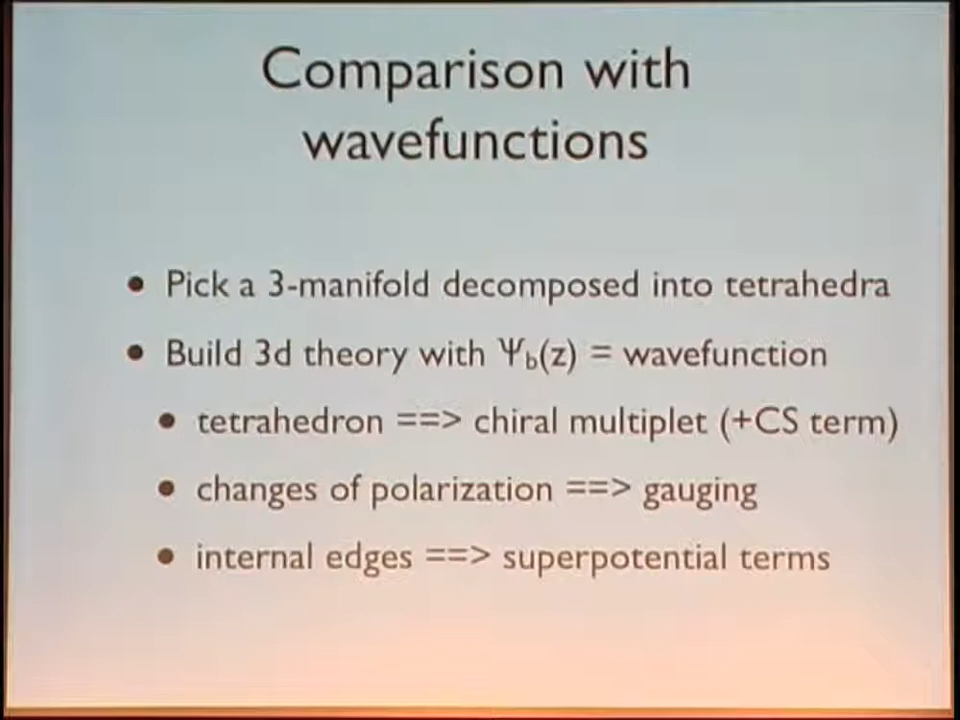 Comparison with
wavefunctions
• Pick a 3-manifold decomposed into tetrahedra
• Build 3d theory with Ψb(z) = wavefunction
• tetrahedron ==> chiral multiplet (+CS term)
• changes of polarization ==> gauging
• internal edges ==> superpotential terms